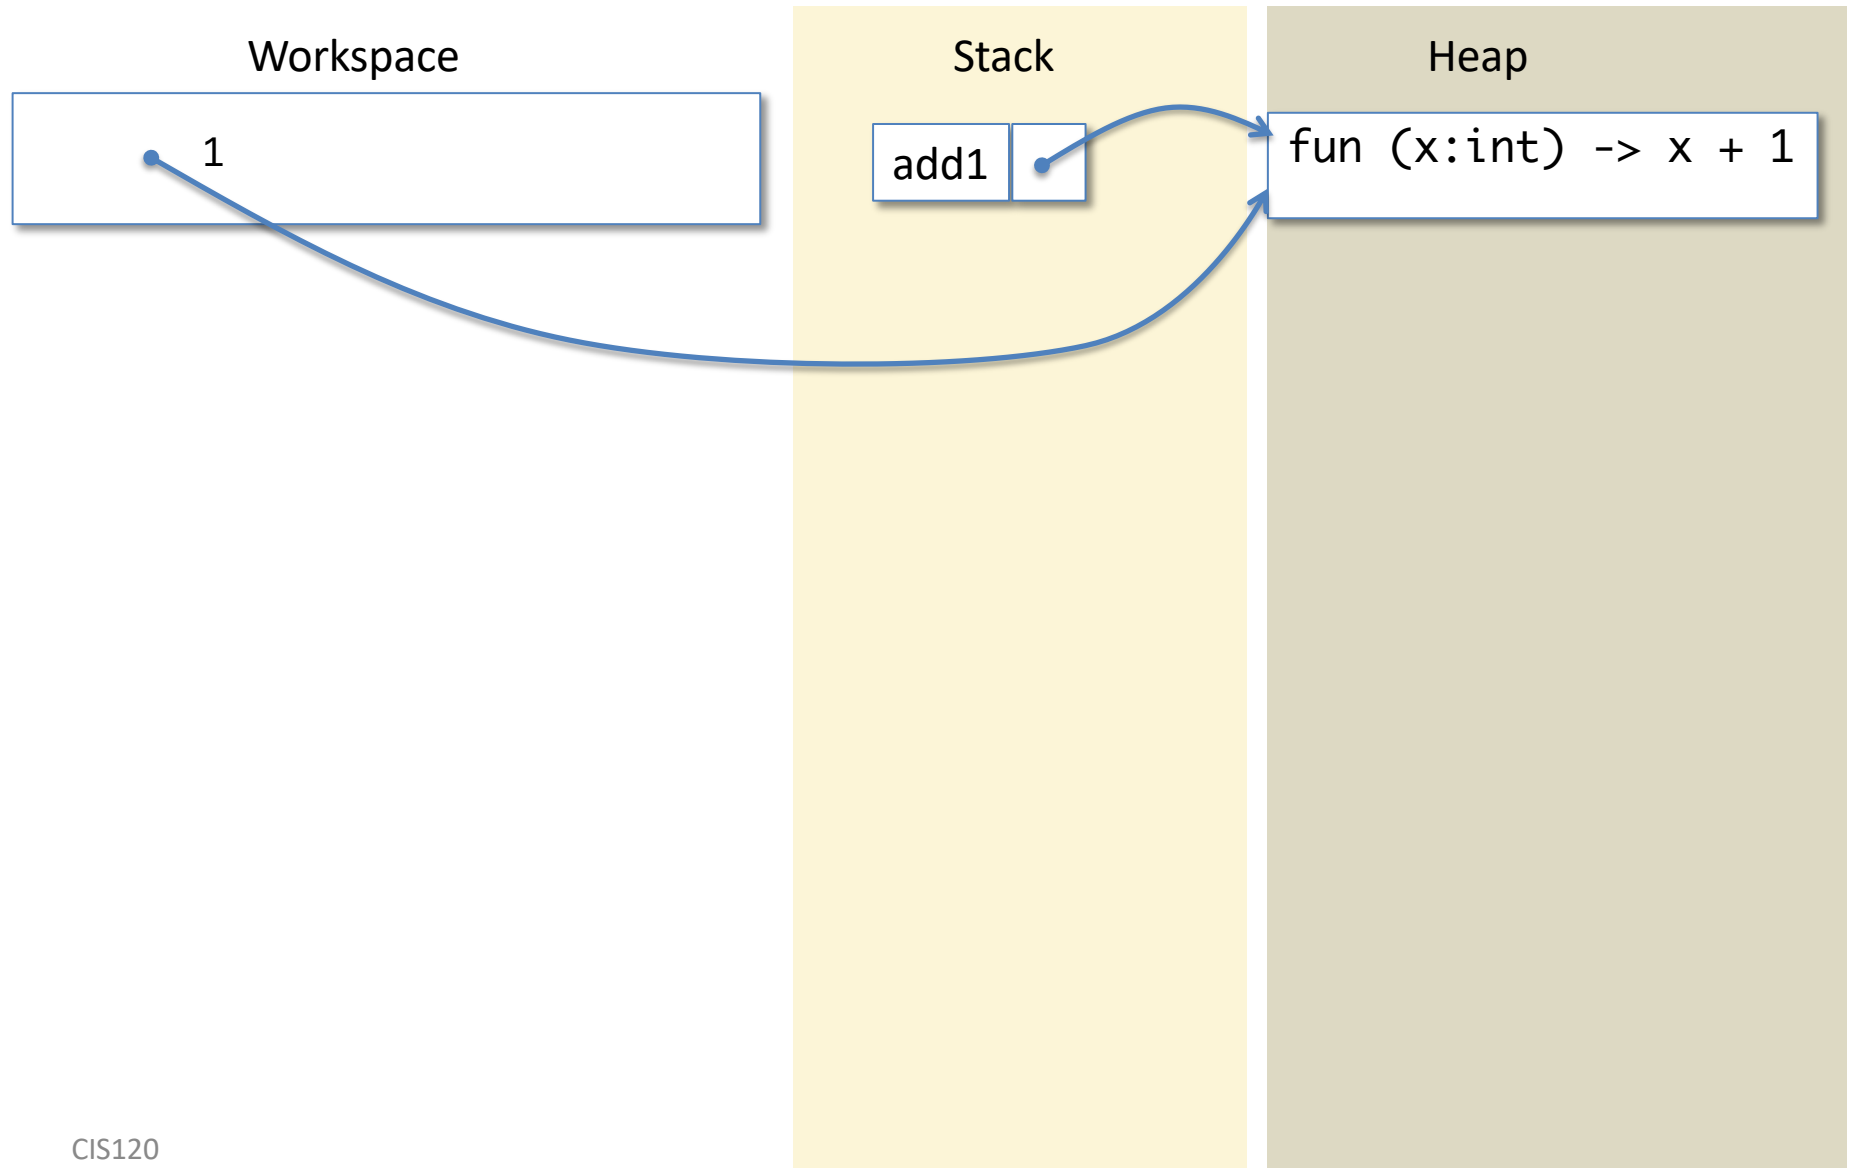 Workspace
Stack
Heap
1
add1
fun (x:int) -> x + 1
CIS120